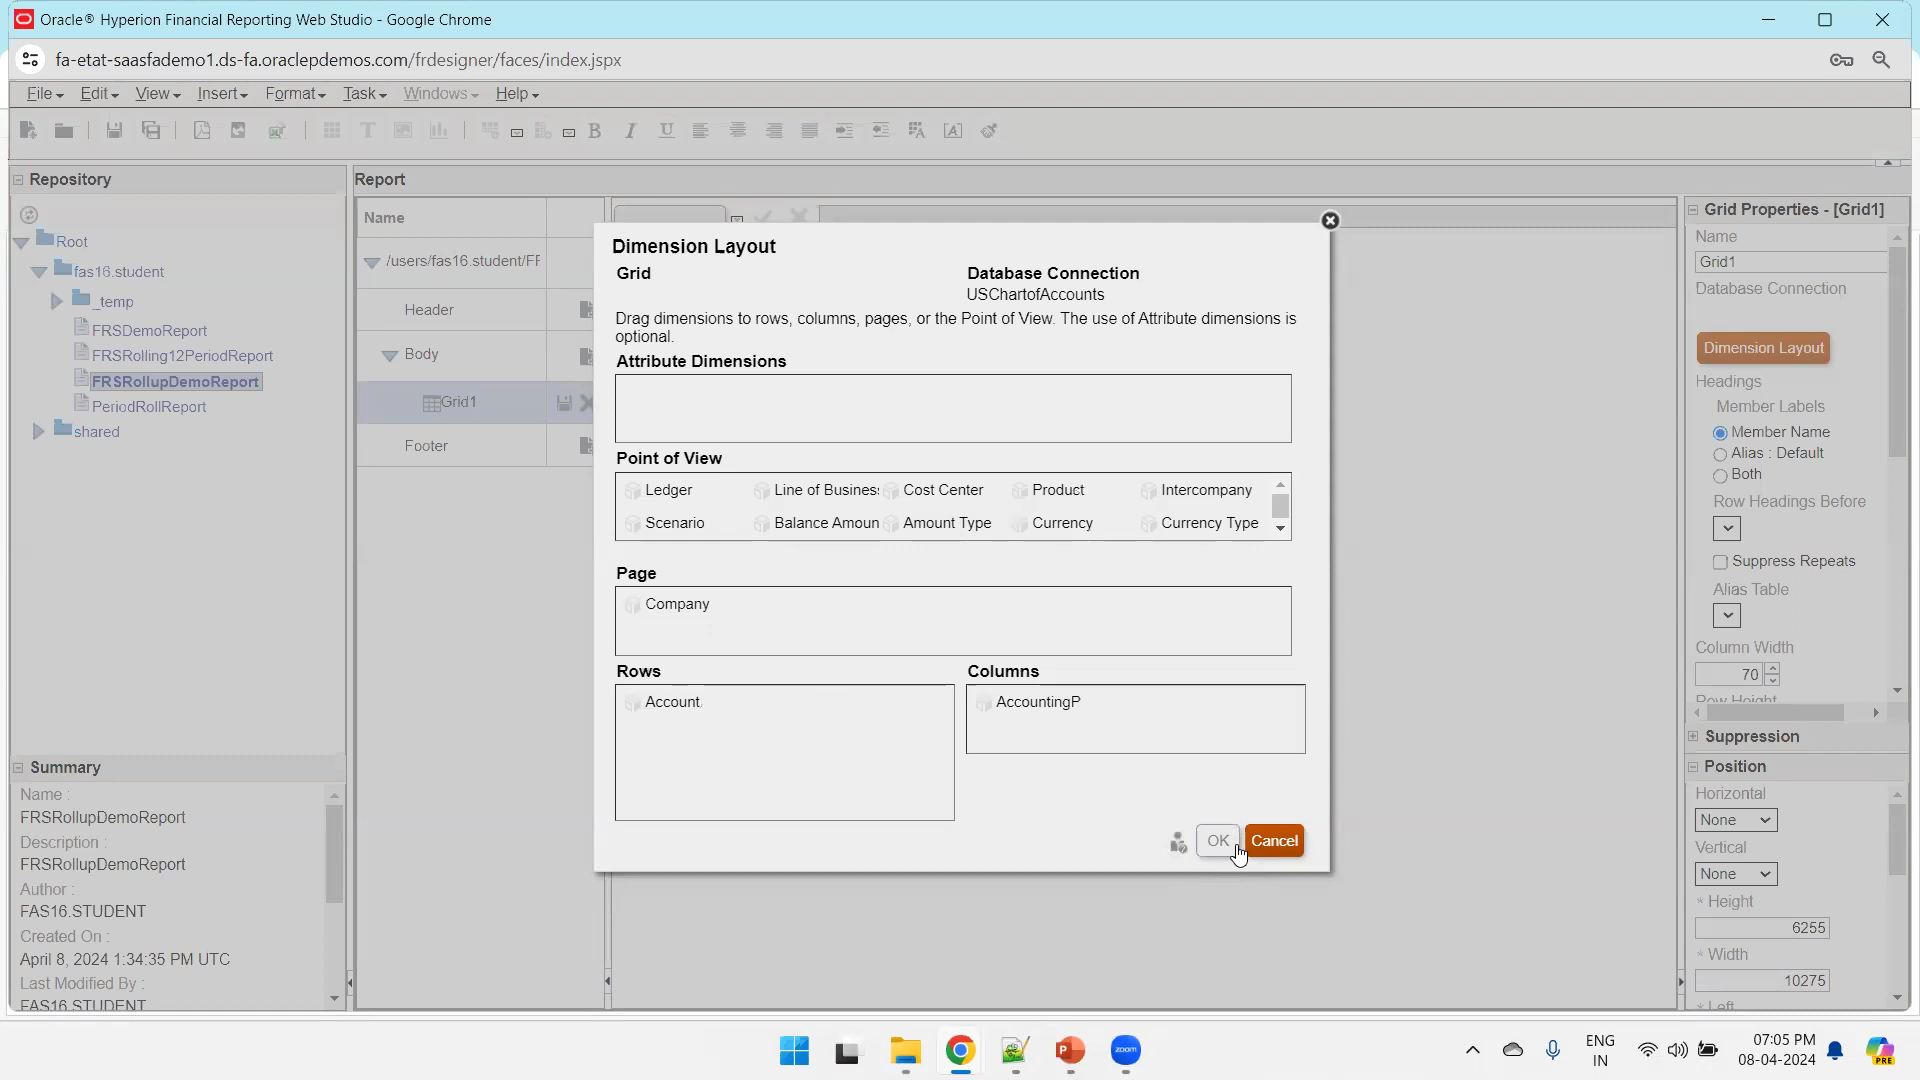 Oracle® Hyperion Financial Reporting Web Studio - Google Chrome
fa-etat-saasfademo1.ds-fa.oraclepdemos.com/frdesigner/faces/index.jspx
File Edit View Insert Format Task Windows Help
Repository
Root
fas16.student
_temp
FRSDemoReport
FRSRolling12PeriodReport
FRSRollupDemoReport
PeriodRollReport
shared
Summary
Name :
FRSRollupDemoReport
Description :
FRSRollupDemoReport
Author :
FAS16.STUDENT
Created On :
April 8, 2024 1:34:35 PM UTC
Last Modified By :
FAS16.STUDENT
Report
Name
/users/fas16.student/FF
Header
Body
Grid1
Footer
Dimension Layout
Grid Database Connection
USChartofAccounts
Drag dimensions to rows, columns, pages, or the Point of View. The use of Attribute dimensions is
optional.
Attribute Dimensions
Point of View
Ledger Line of Business Cost Center Product Intercompany
Scenario Balance Amoun Amount Type Currency Currency Type
Page
Company
Rows Columns
Account AccountingP
OK Cancel
Grid Properties - [Grid1]
Name
Grid1
Database Connection
Dimension Layout
Headings
Member Labels
Member Name
Alias : Default
Both
Row Headings Before
Suppress Repeats
Alias Table
Column Width
70
Row Height
Suppression
Position
Horizontal
None
Vertical
None
* Height
6255
* Width
10275
* Left
zoom
ENG
IN
07:05 PM
08-04-2024
PRE